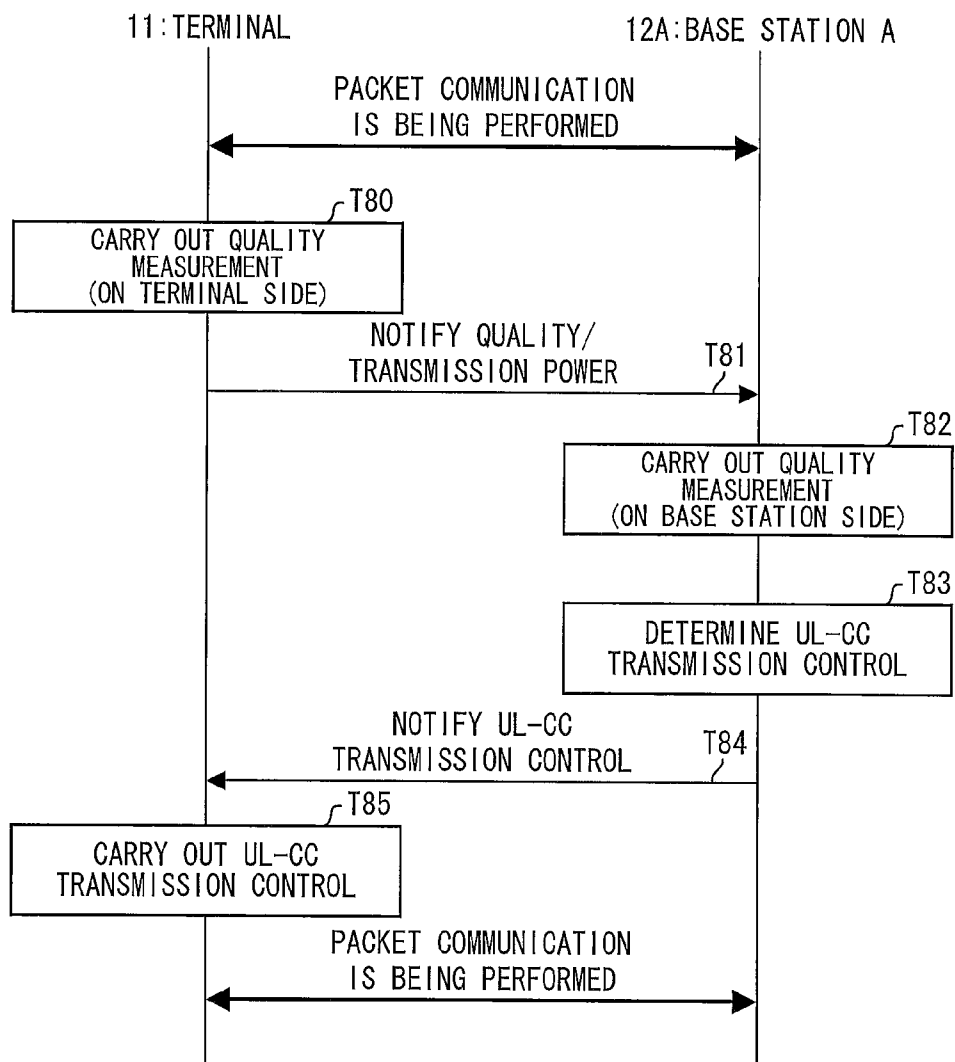 11:TERMINAL
12A:BASE STATION A
PACKET COMMUNICATION
IS BEING PERFORMED
T80
CARRY OUT QUALITY
MEASUREMENT
(ON TERMINAL SIDE)
NOTIFY QUALITY/
TRANSMISSION POWER
T81
T82
CARRY OUT QUALITY
MEASUREMENT
(ON BASE STATION SIDE)
T83
DETERMINE UL-CC
TRANSMISSION CONTROL
NOTIFY UL-CC
TRANSMISSION CONTROL
T84
T85
CARRY OUT UL-CC
TRANSMISSION CONTROL
PACKET COMMUNICATION
IS BEING PERFORMED